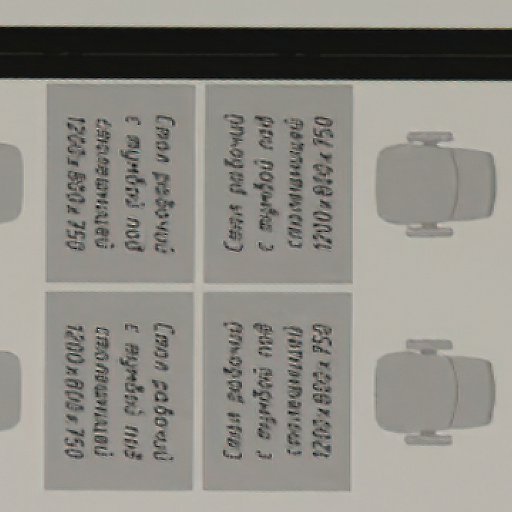 Стол рабочий
с тумбой под
столешницей
1200х800х750
Стол рабочий
с тумбой под
столешницей
1200х800х750
Стол рабочий
с тумбой под
столешницей
1200х800х750
Стол рабочий
с тумбой под
столешницей
1200х800х750